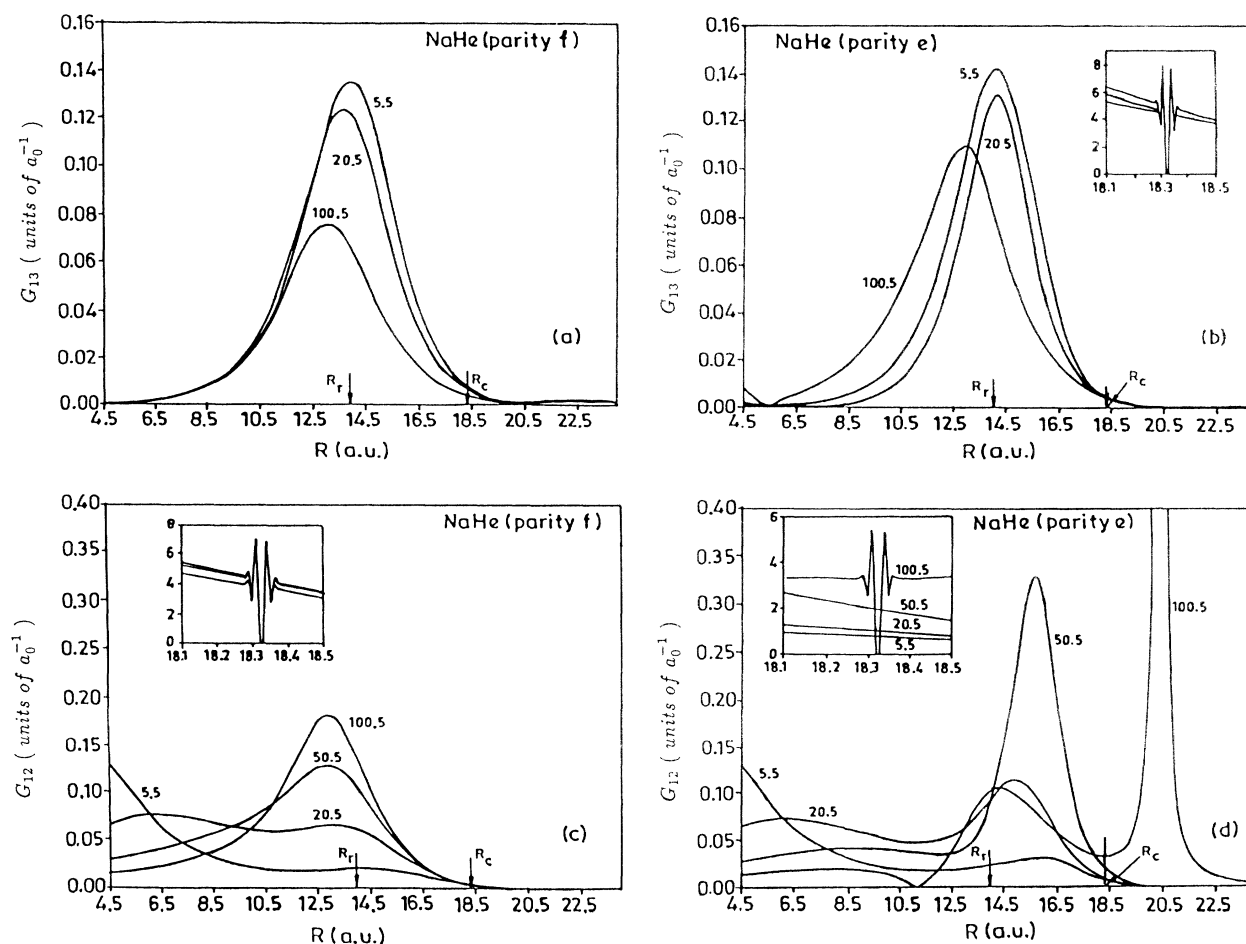 NaHe (parity f)
G13 ( units of a0^-1 )
0.16
0.14
0.12
0.10
0.08
0.06
0.04
0.02
0.00
5.5
20.5
100.5
(a)
Rr
Rc
4.5 6.5 8.5 10.5 12.5 14.5 16.5 18.5 20.5 22.5
R (a.u.)
NaHe (parity e)
G13 ( units of a0^-1 )
0.16
0.14
0.12
0.10
0.08
0.06
0.04
0.02
0.00
5.5
20.5
100.5
8
6
4
2
0
18.1 18.3 18.5
(b)
Rr
Rc
4.5 6.5 8.5 10.5 12.5 14.5 16.5 18.5 20.5 22.5
R (a.u.)
NaHe (parity f)
G12 ( units of a0^-1 )
0.40
0.35
0.30
0.25
0.20
0.15
0.10
0.05
0.00
8
6
4
2
0
18.1 18.2 18.3 18.4 18.5
100.5
50.5
5.5
20.5
(c)
Rr
Rc
4.5 6.5 8.5 10.5 12.5 14.5 16.5 18.5 20.5 22.5
R (a.u.)
NaHe (parity e)
G12 ( units of a0^-1 )
0.40
0.35
0.30
0.25
0.20
0.15
0.10
0.05
0.00
6
4
2
0
100.5
50.5
20.5
5.5
18.1 18.2 18.3 18.4 18.5
100.5
50.5
5.5
20.5
(d)
Rr
Rc
4.5 6.5 8.5 10.5 12.5 14.5 16.5 18.5 20.5 22.5
R (a.u.)